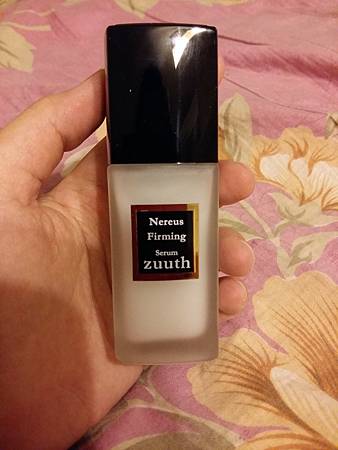 Nereus
Firming
Serum
zuuth